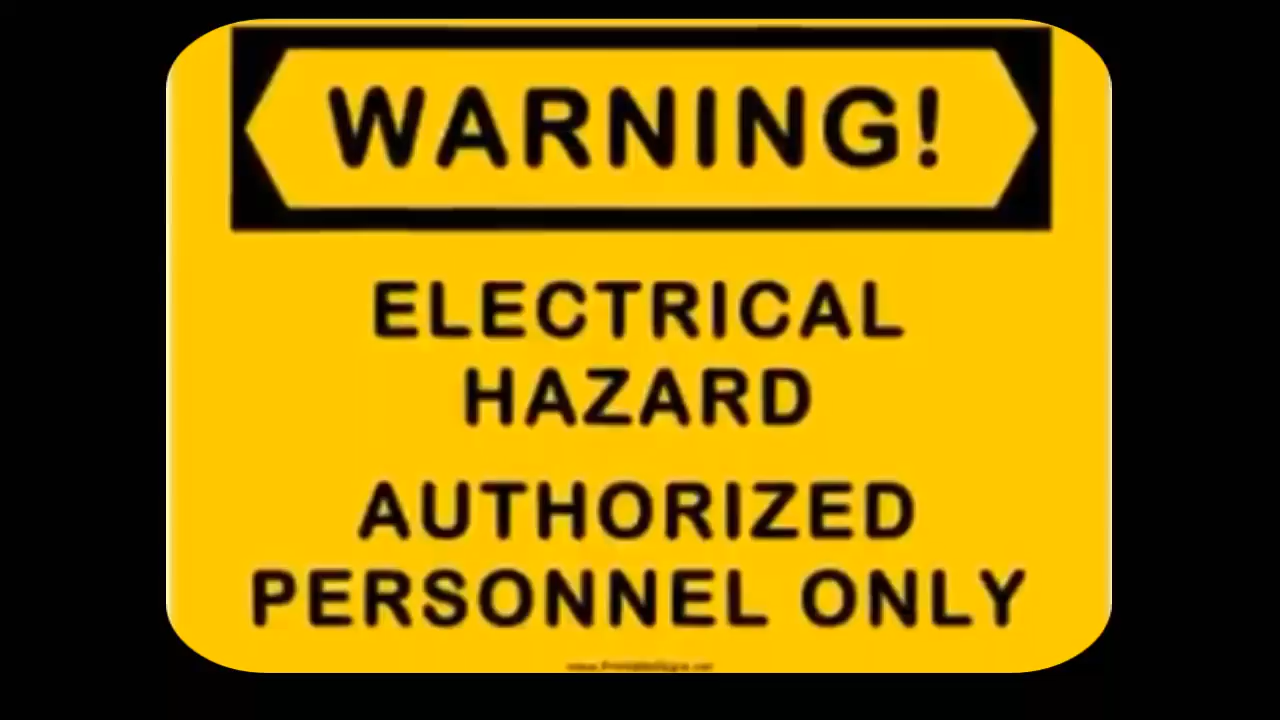 WARNING!
ELECTRICAL
HAZARD
AUTHORIZED
PERSONNEL ONLY